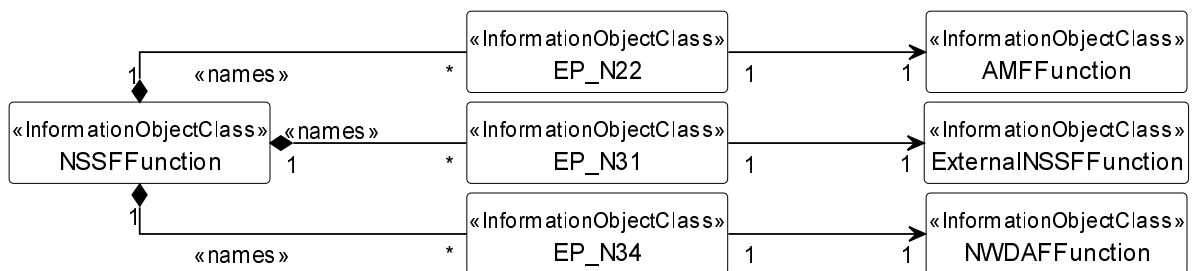 «InformationObjectClass»
EP_N22
«InformationObjectClass»
AMFFunction
1
«names»
*
1
1
«InformationObjectClass»
NSSFFunction
«names»
1
*
«InformationObjectClass»
EP_N31
1
1
«InformationObjectClass»
ExternalNSSFFunction
1
«names»
*
«InformationObjectClass»
EP_N34
1
1
«InformationObjectClass»
NWDAFFunction